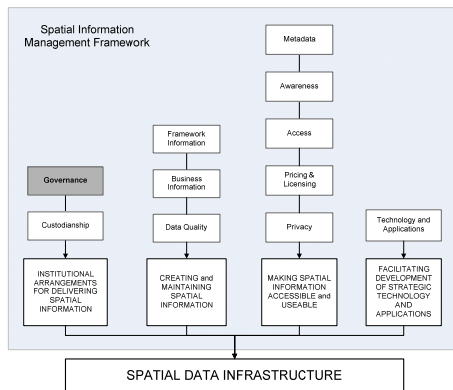 Spatial Information
Management Framework
Metadata
Awareness
Access
Pricing &
Licensing
Privacy
Framework
Information
Business
Information
Data Quality
Governance
Custodianship
Technology and
Applications
INSTITUTIONAL
ARRANGEMENTS
FOR DELIVERING
SPATIAL
INFORMATION
CREATING and
MAINTAINING
SPATIAL
INFORMATION
MAKING SPATIAL
INFORMATION
ACCESSIBLE and
USEABLE
FACILITATING
DEVELOPMENT
OF STRATEGIC
TECHNOLOGY
AND
APPLICATIONS
SPATIAL DATA INFRASTRUCTURE